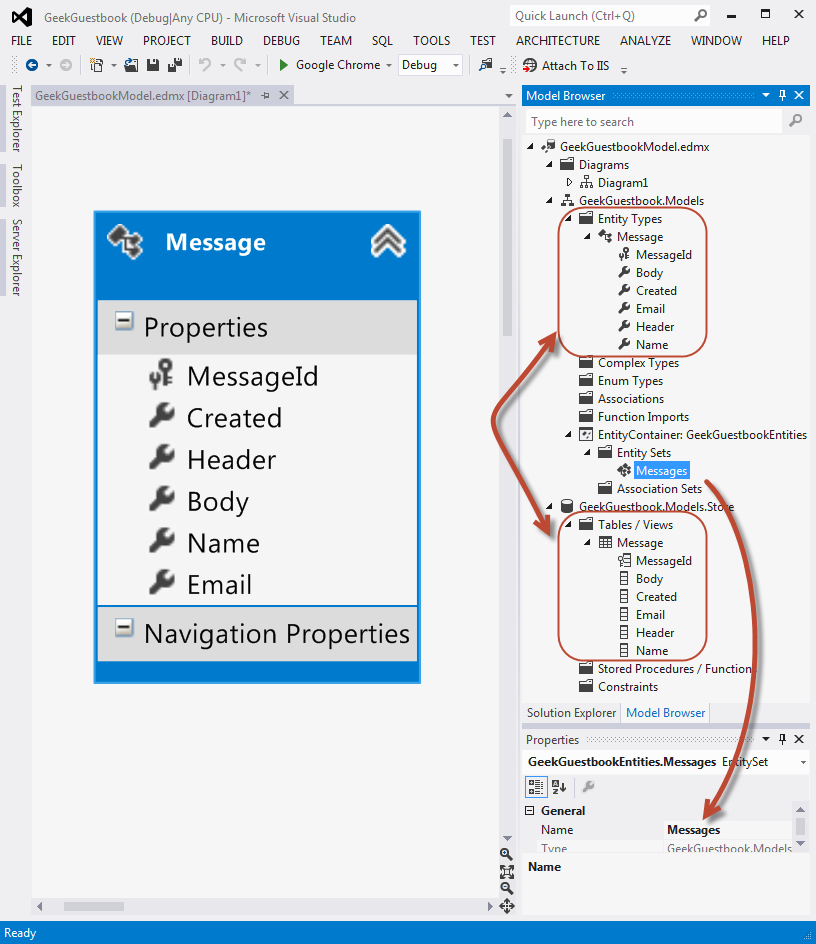 GeekGuestbook (Debug|Any CPU) - Microsoft Visual Studio
Quick Launch (Ctrl+Q)
FILE EDIT VIEW PROJECT BUILD DEBUG TEAM SQL TOOLS TEST ARCHITECTURE ANALYZE WINDOW HELP
Google Chrome Debug Attach To IIS
Test Explorer
Toolbox
Server Explorer
GeekGuestbookModel.edmx [Diagram1]*
Message
Properties
MessageId
Created
Header
Body
Name
Email
Navigation Properties
Model Browser
Type here to search
GeekGuestbookModel.edmx
Diagrams
Diagram1
GeekGuestbook.Models
Entity Types
Message
MessageId
Body
Created
Email
Header
Name
Complex Types
Enum Types
Associations
Function Imports
EntityContainer: GeekGuestbookEntities
Entity Sets
Messages
Association Sets
GeekGuestbook.Models.Store
Tables / Views
Message
MessageId
Body
Created
Email
Header
Name
Stored Procedures / Function
Constraints
Solution Explorer Model Browser
Properties
GeekGuestbookEntities.Messages EntitySet
General
Name Messages
Type GeekGuestbook.Models
Name
Ready